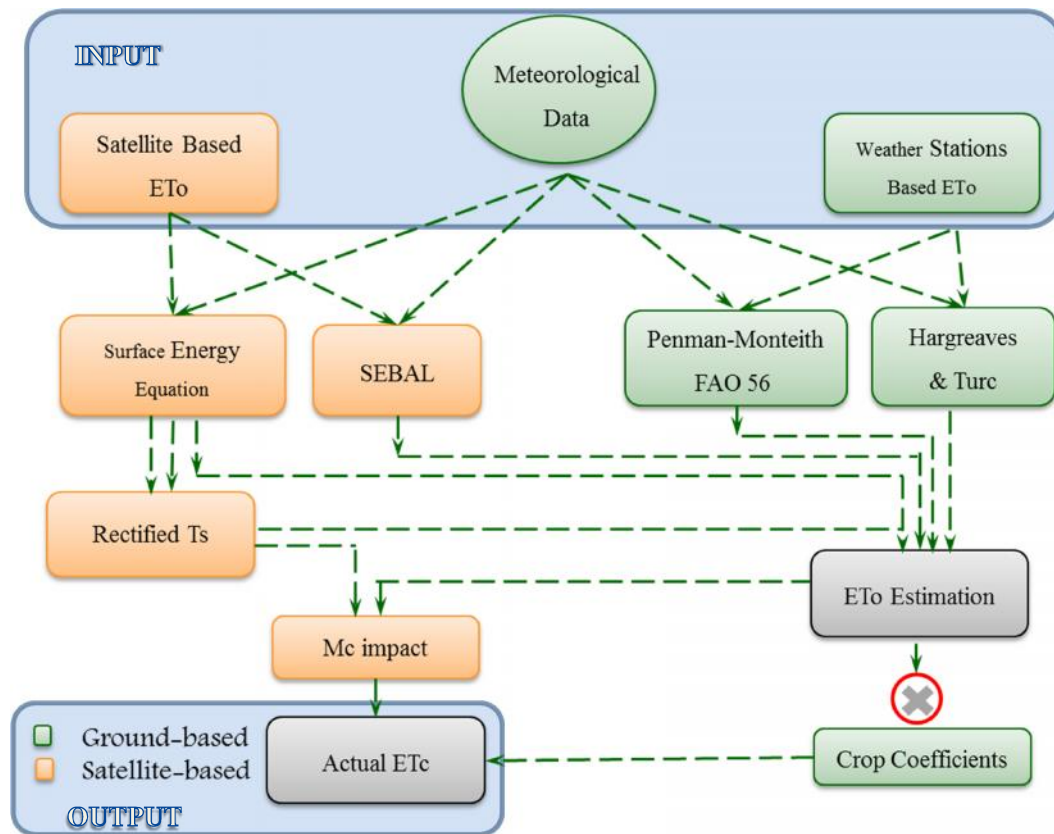 INPUT
Meteorological
Data
Satellite Based
ETo
Weather Stations
Based ETo
Surface Energy
Equation
SEBAL
Penman-Monteith
FAO 56
Hargreaves
& Turc
Rectified Ts
ETo Estimation
Mc impact
Ground-based
Satellite-based
Actual ETc
Crop Coefficients
OUTPUT